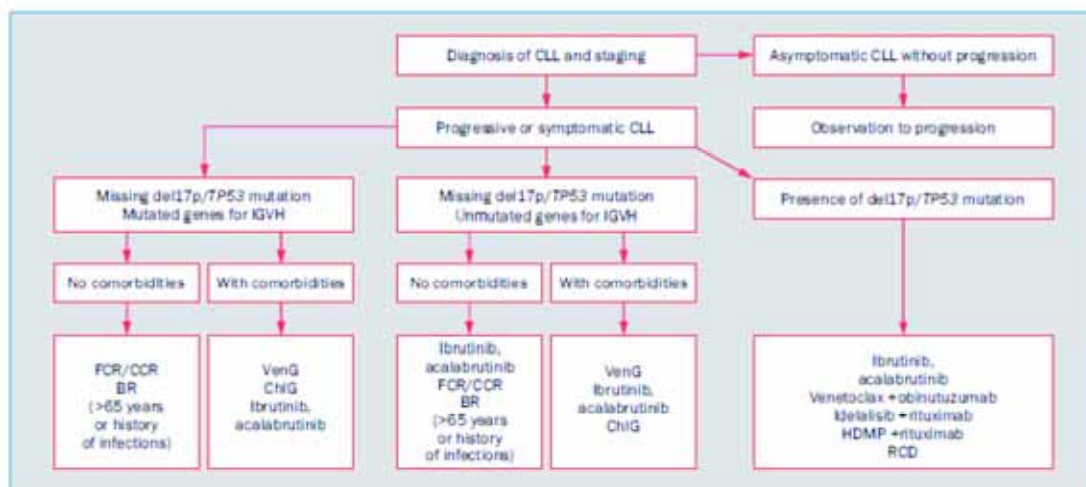 Diagnosis of CLL and staging
Asymptomatic CLL without progression
Progressive or symptomatic CLL
Observation to progression
Missing del17p/TP53 mutation
Mutated genes for IGVH
Missing del17p/TP53 mutation
Unmutated genes for IGVH
Presence of del17p/TP53 mutation
No comorbidities
With comorbidities
No comorbidities
With comorbidities
FCR/CCR
BR
(>65 years
or history
of infections)
VenG
ChlG
Ibrutinib,
acalabrutinib
Ibrutinib,
acalabrutinib
FCR/CCR
BR
(>65 years
or history
of infections)
VenG
Ibrutinib,
acalabrutinib
ChlG
Ibrutinib,
acalabrutinib
Venetoclax +obinutuzumab
Idelalisib +rituximab
HDMP +rituximab
RCD